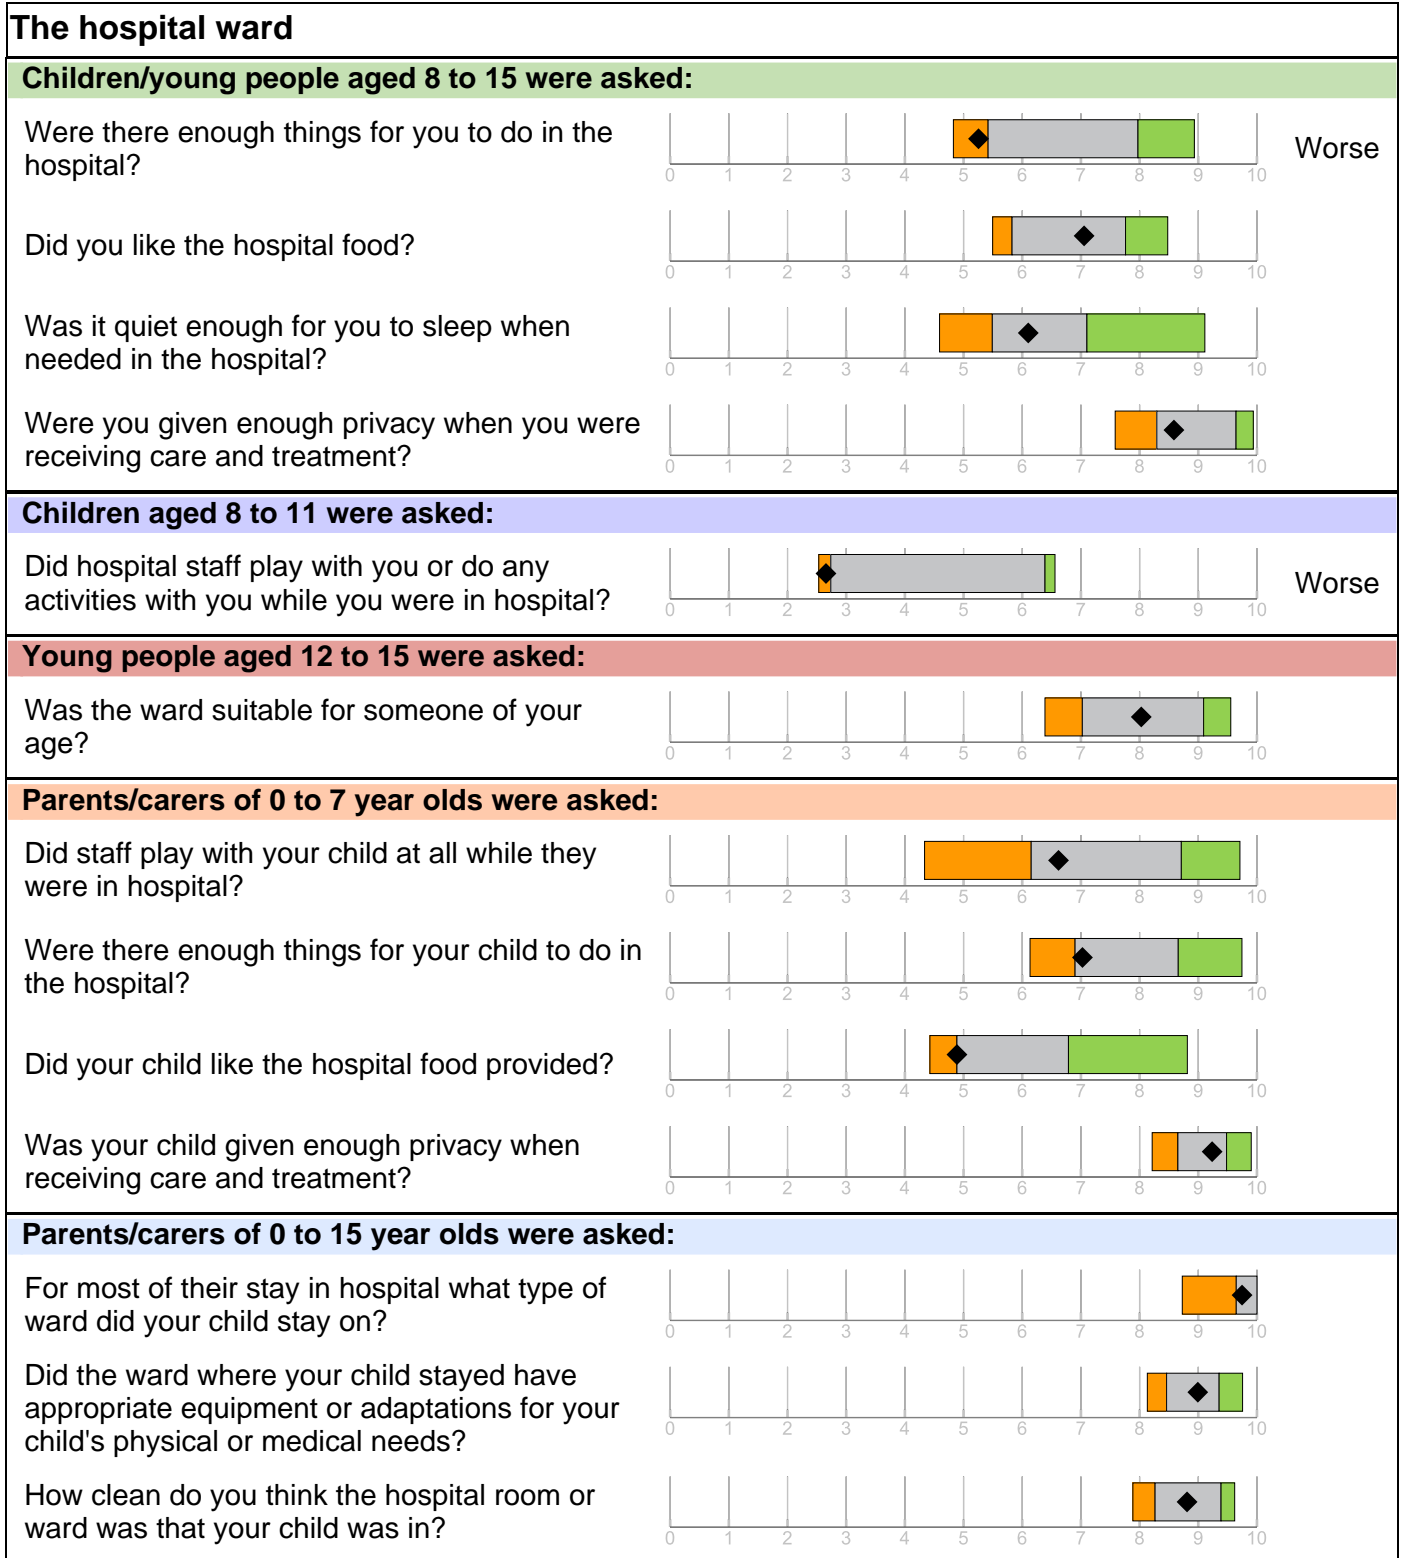 The hospital ward
Children/young people aged 8 to 15 were asked:
Were there enough things for you to do in the
hospital?
0 1 2 3 4 5 6 7 8 9 10
Worse
Did you like the hospital food?
0 1 2 3 4 5 6 7 8 9 10
Was it quiet enough for you to sleep when
needed in the hospital?
0 1 2 3 4 5 6 7 8 9 10
Were you given enough privacy when you were
receiving care and treatment?
0 1 2 3 4 5 6 7 8 9 10
Children aged 8 to 11 were asked:
Did hospital staff play with you or do any
activities with you while you were in hospital?
0 1 2 3 4 5 6 7 8 9 10
Worse
Young people aged 12 to 15 were asked:
Was the ward suitable for someone of your
age?
0 1 2 3 4 5 6 7 8 9 10
Parents/carers of 0 to 7 year olds were asked:
Did staff play with your child at all while they
were in hospital?
0 1 2 3 4 5 6 7 8 9 10
Were there enough things for your child to do in
the hospital?
0 1 2 3 4 5 6 7 8 9 10
Did your child like the hospital food provided?
0 1 2 3 4 5 6 7 8 9 10
Was your child given enough privacy when
receiving care and treatment?
0 1 2 3 4 5 6 7 8 9 10
Parents/carers of 0 to 15 year olds were asked:
For most of their stay in hospital what type of
ward did your child stay on?
0 1 2 3 4 5 6 7 8 9 10
Did the ward where your child stayed have
appropriate equipment or adaptations for your
child's physical or medical needs?
0 1 2 3 4 5 6 7 8 9 10
How clean do you think the hospital room or
ward was that your child was in?
0 1 2 3 4 5 6 7 8 9 10